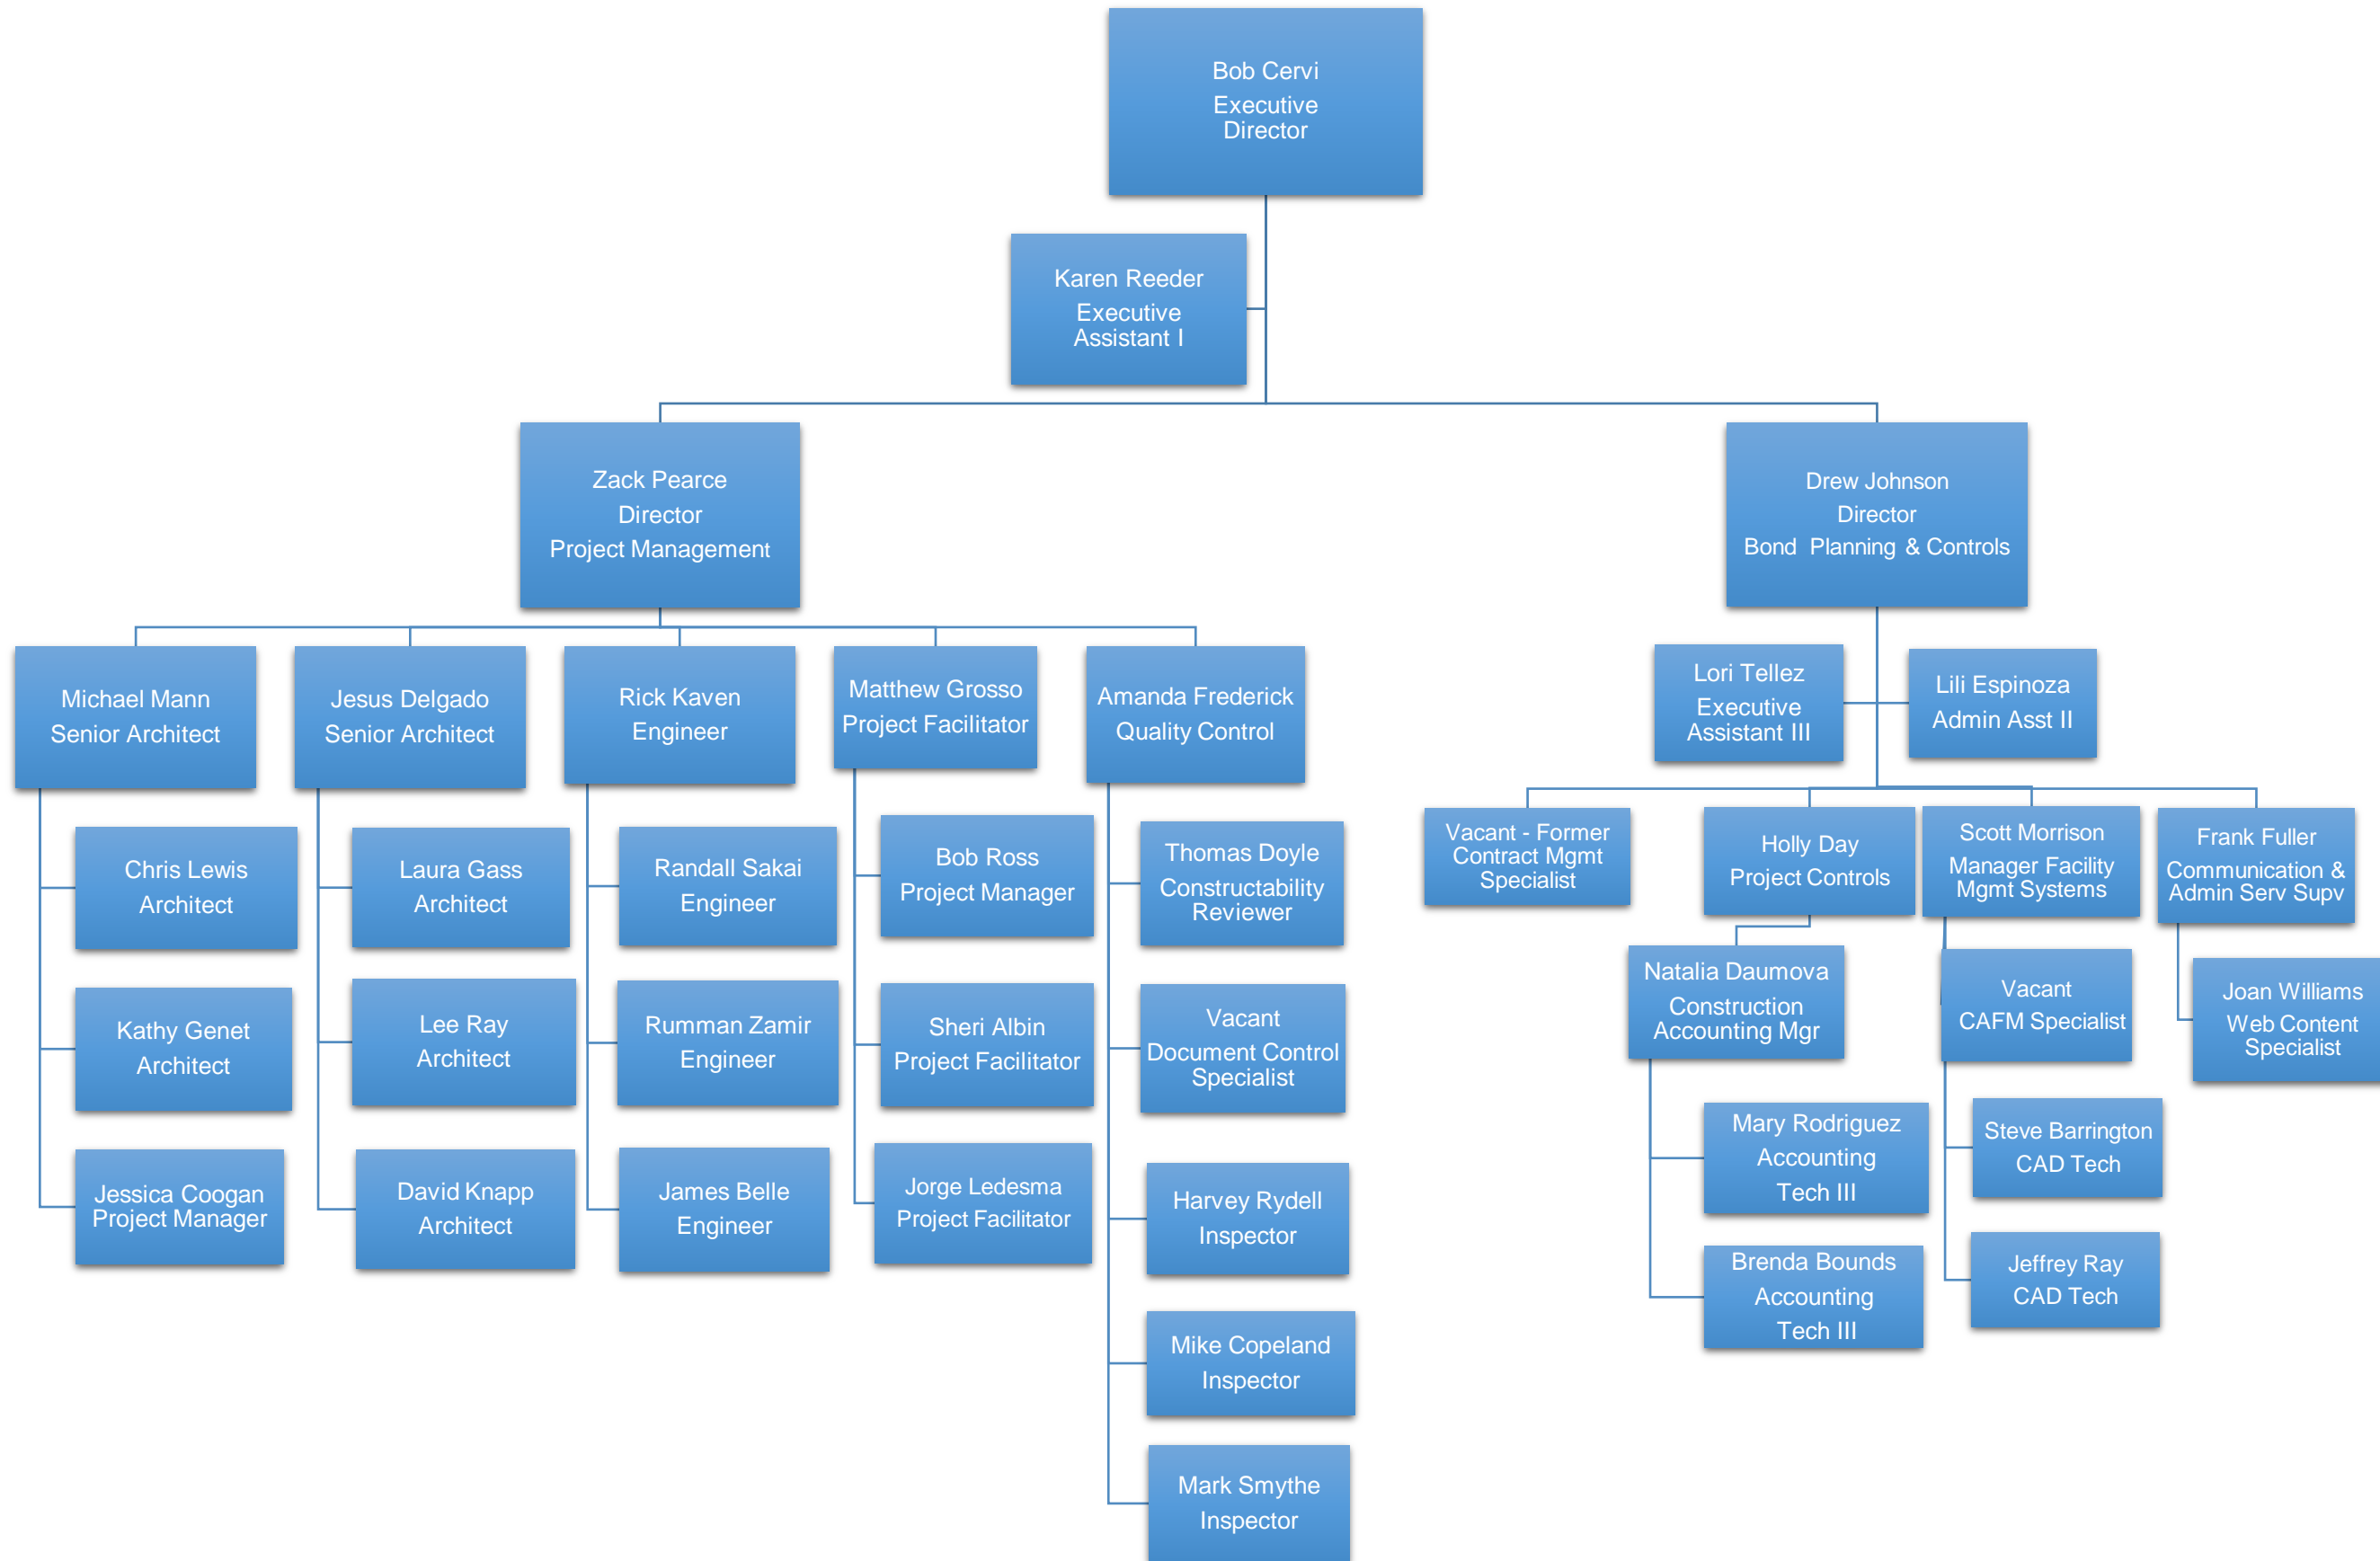 Bob Cervi
Executive
Director
Karen Reeder
Executive
Assistant I
Zack Pearce
Director
Project Management
Drew Johnson
Director
Bond Planning & Controls
Michael Mann
Senior Architect
Jesus Delgado
Senior Architect
Rick Kaven
Engineer
Matthew Grosso
Project Facilitator
Amanda Frederick
Quality Control
Lori Tellez
Executive
Assistant III
Lili Espinoza
Admin Asst II
Chris Lewis
Architect
Kathy Genet
Architect
Jessica Coogan
Project Manager
Laura Gass
Architect
Lee Ray
Architect
David Knapp
Architect
Randall Sakai
Engineer
Rumman Zamir
Engineer
James Belle
Engineer
Bob Ross
Project Manager
Sheri Albin
Project Facilitator
Jorge Ledesma
Project Facilitator
Thomas Doyle
Constructability
Reviewer
Vacant
Document Control
Specialist
Harvey Rydell
Inspector
Mike Copeland
Inspector
Mark Smythe
Inspector
Vacant - Former
Contract Mgmt
Specialist
Holly Day
Project Controls
Natalia Daumova
Construction
Accounting Mgr
Mary Rodriguez
Accounting
Tech III
Brenda Bounds
Accounting
Tech III
Scott Morrison
Manager Facility
Mgmt Systems
Vacant
CAFM Specialist
Steve Barrington
CAD Tech
Jeffrey Ray
CAD Tech
Frank Fuller
Communication &
Admin Serv Supv
Joan Williams
Web Content
Specialist